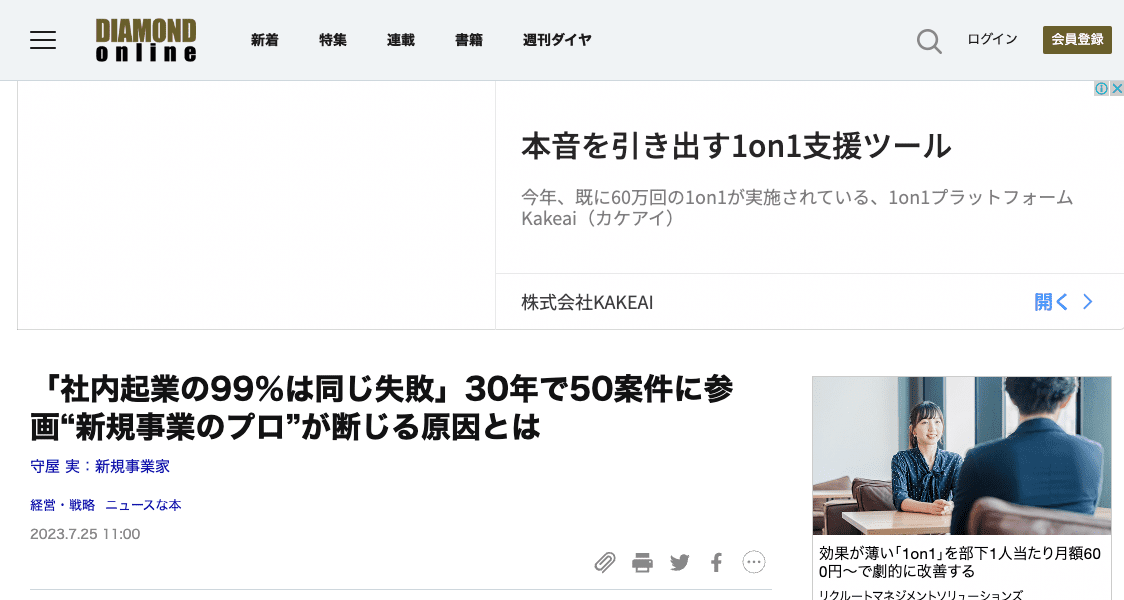 DIAMOND
online
新着 特集 連載 書籍 週刊ダイヤ
ログイン 会員登録
本音を引き出す1on1支援ツール
今年、既に60万回の1on1が実施されている、1on1プラットフォーム
Kakeai（カケアイ）
株式会社KAKEAI 開く
「社内起業の99％は同じ失敗」30年で50案件に参
画“新規事業のプロ”が断じる原因とは
守屋 実：新規事業家
経営・戦略 ニュースな本
2023.7.25 11:00
効果が薄い「1on1」を部下1人当たり月額60
0円～で劇的に改善する
リクルートマネジメントソリューションズ